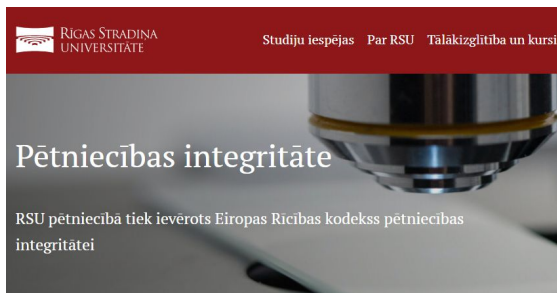 RĪGAS STRADIŅA
UNIVERSITĀTE
Studiju iespējas Par RSU Tālākizglītība un kursi
Pētniecības integritāte
RSU pētniecībā tiek ievērots Eiropas Rīcības kodekss pētniecības
integritātei